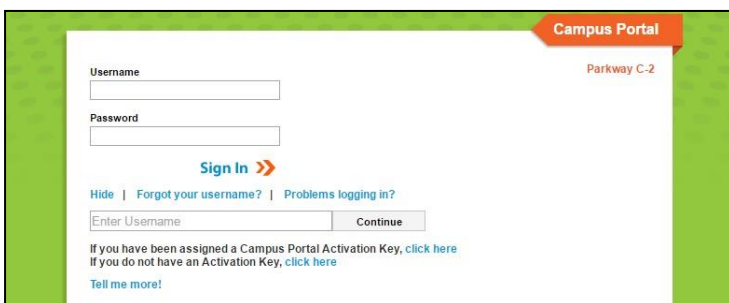 Campus Portal
Parkway C-2
Username
Password
Sign In
Hide | Forgot your username? | Problems logging in?
Enter Username
Continue
If you have been assigned a Campus Portal Activation Key, click here
If you do not have an Activation Key, click here
Tell me more!